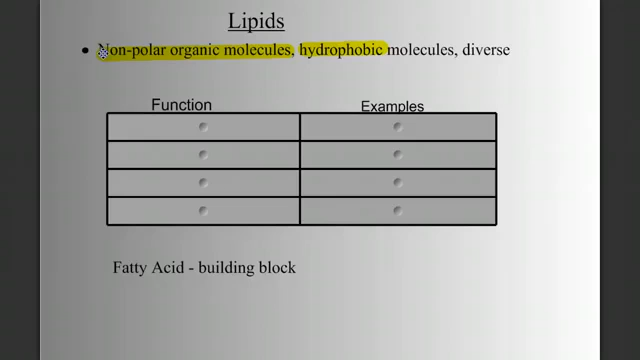 Lipids
• Non-polar organic molecules, hydrophobic molecules, diverse
Function Examples
Fatty Acid - building block